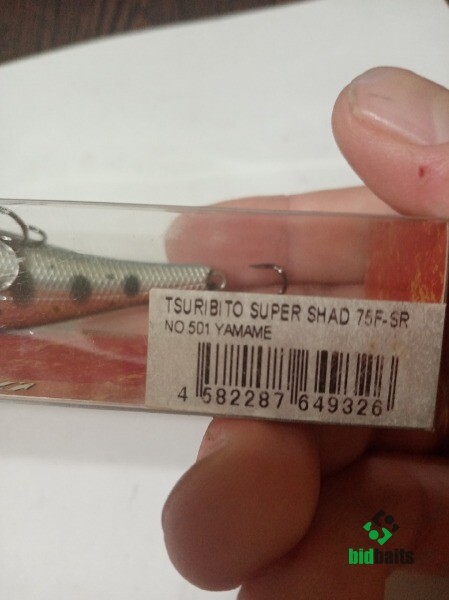 TSURIBITO SUPER SHAD 75F-SR
NO 501 YAMAME
4 582287 649326
bidbaits